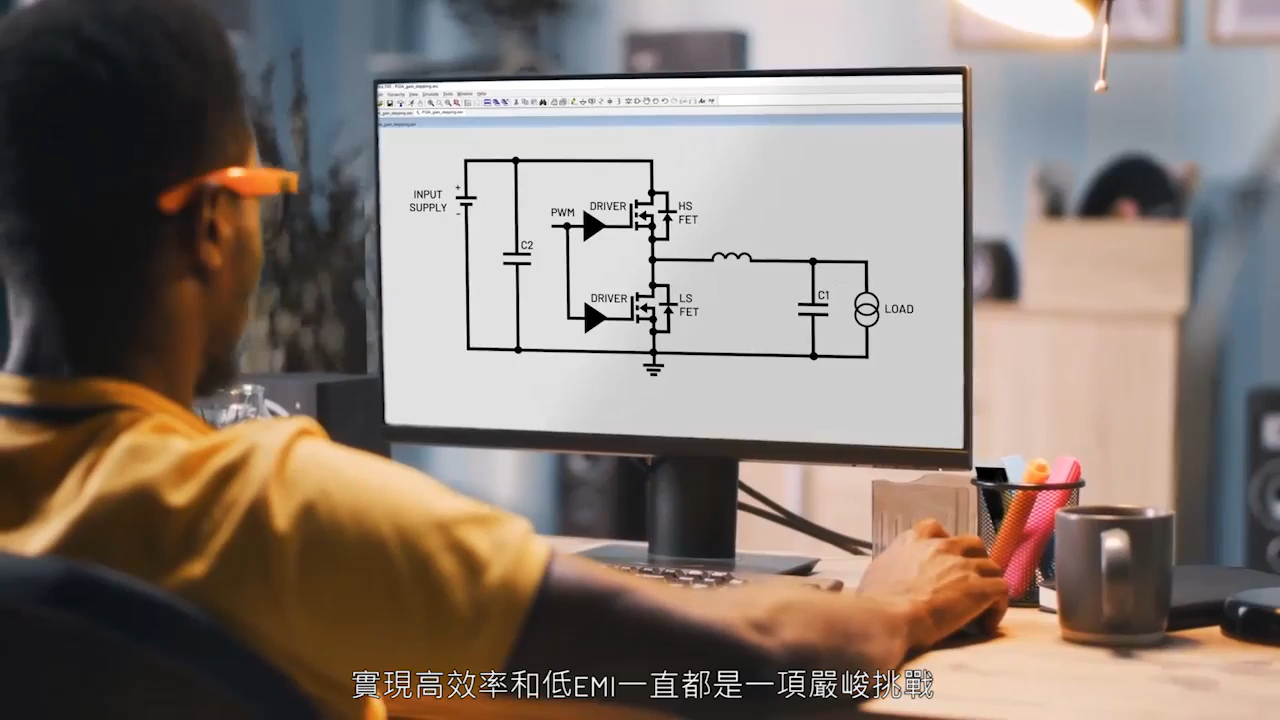 INPUT
SUPPLY
+
-
C2
PWM
DRIVER
HS
FET
DRIVER
LS
FET
C1
LOAD
實現高效率和低EMI一直都是一項嚴峻挑戰